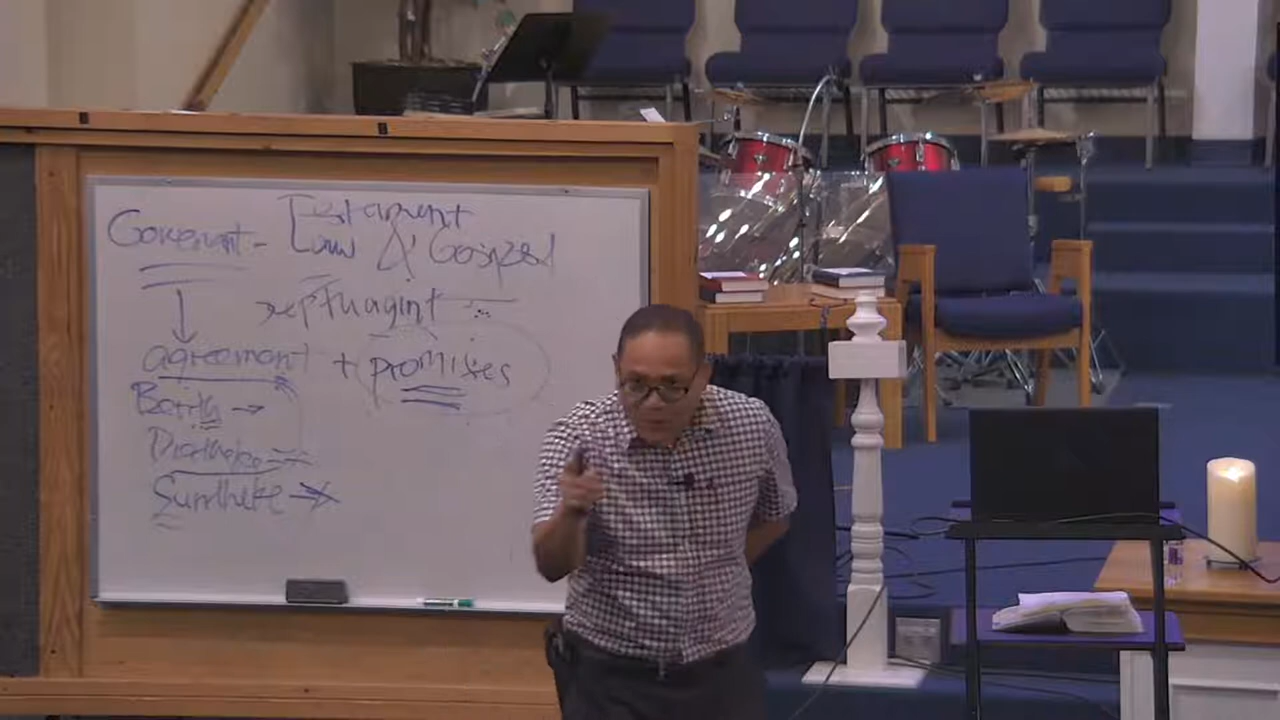 Testament
Covenant - Law & Gospel
septuagint
agreement + promises
Berith →
Diatheke
Suntheke